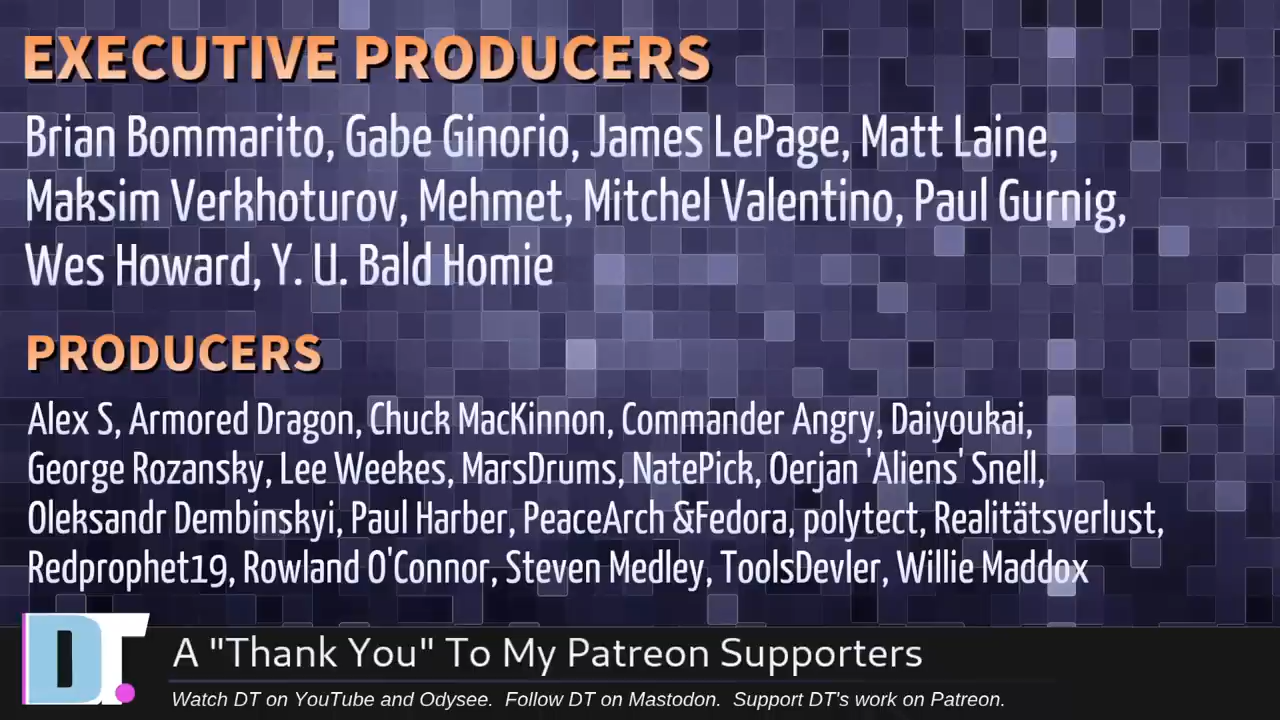 EXECUTIVE PRODUCERS
Brian Bommarito, Gabe Ginorio, James LePage, Matt Laine,
Maksim Verkhoturov, Mehmet, Mitchel Valentino, Paul Gurnig,
Wes Howard, Y. U. Bald Homie
PRODUCERS
Alex S, Armored Dragon, Chuck MacKinnon, Commander Angry, Daiyoukai,
George Rozansky, Lee Weekes, MarsDrums, NatePick, Oerjan 'Aliens' Snell,
Oleksandr Dembinskyi, Paul Harber, PeaceArch &Fedora, polytect, Realitätsverlust,
Redprophet19, Rowland O'Connor, Steven Medley, ToolsDevler, Willie Maddox
DT
A "Thank You" To My Patreon Supporters
Watch DT on YouTube and Odysee. Follow DT on Mastodon. Support DT's work on Patreon.